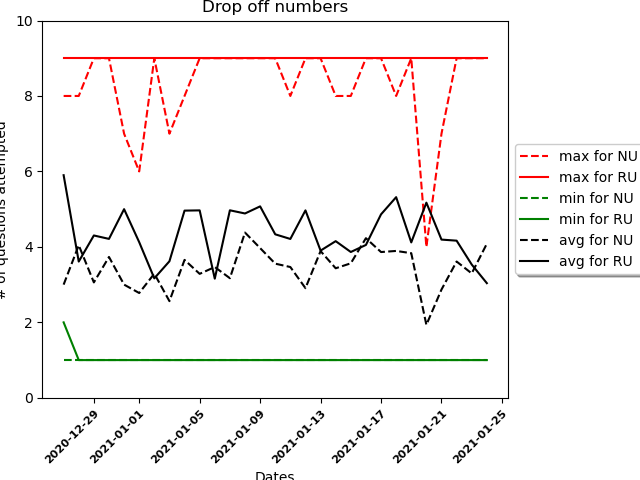 Drop off numbers
# of questions attempted
10
8
6
4
2
0
2020-12-29
2021-01-01
2021-01-05
2021-01-09
2021-01-13
2021-01-17
2021-01-21
2021-01-25
Dates
max for NU
max for RU
min for NU
min for RU
avg for NU
avg for RU